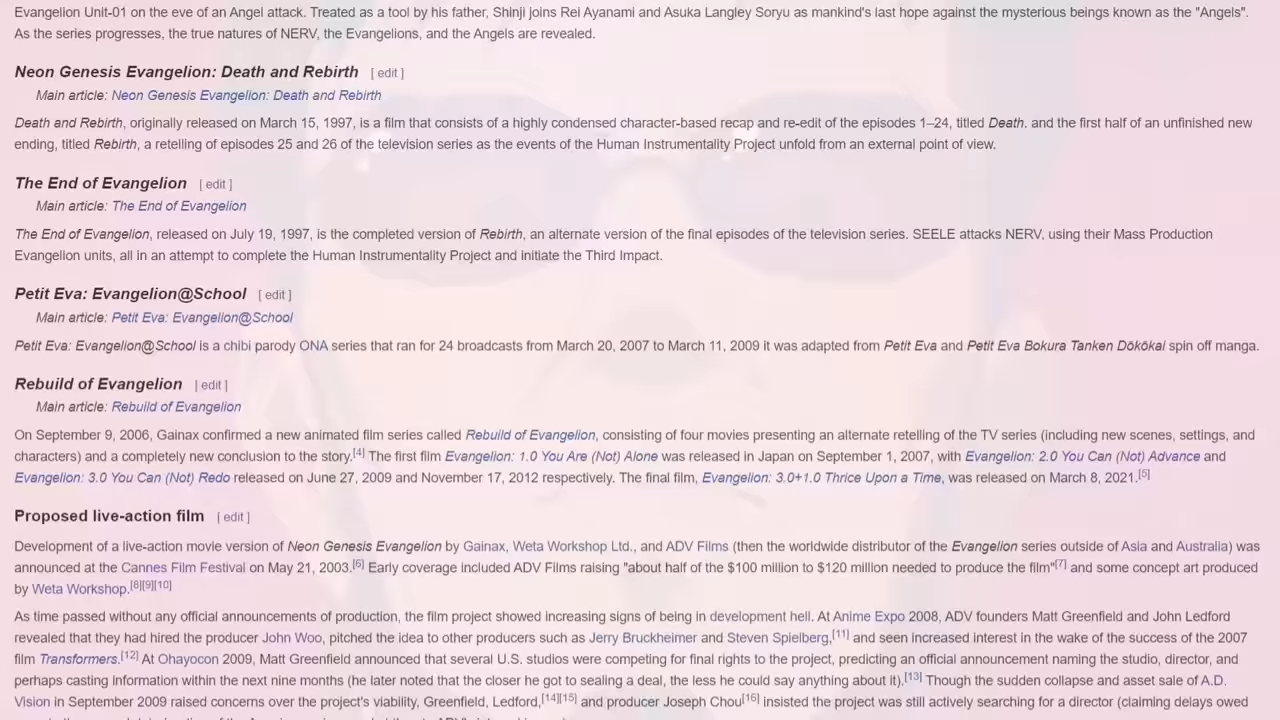 Evangelion Unit-01 on the eve of an Angel attack. Treated as a tool by his father, Shinji joins Rei Ayanami and Asuka Langley Soryu as mankind's last hope against the mysterious beings known as the "Angels".
As the series progresses, the true natures of NERV, the Evangelions, and the Angels are revealed.
Neon Genesis Evangelion: Death and Rebirth [ edit ]
Main article: Neon Genesis Evangelion: Death and Rebirth
Death and Rebirth, originally released on March 15, 1997, is a film that consists of a highly condensed character-based recap and re-edit of the episodes 1–24, titled Death. and the first half of an unfinished new
ending, titled Rebirth, a retelling of episodes 25 and 26 of the television series as the events of the Human Instrumentality Project unfold from an external point of view.
The End of Evangelion [ edit ]
Main article: The End of Evangelion
The End of Evangelion, released on July 19, 1997, is the completed version of Rebirth, an alternate version of the final episodes of the television series. SEELE attacks NERV, using their Mass Production
Evangelion units, all in an attempt to complete the Human Instrumentality Project and initiate the Third Impact.
Petit Eva: Evangelion@School [ edit ]
Main article: Petit Eva: Evangelion@School
Petit Eva: Evangelion@School is a chibi parody ONA series that ran for 24 broadcasts from March 20, 2007 to March 11, 2009 it was adapted from Petit Eva and Petit Eva Bokura Tanken Dōkōkai spin off manga.
Rebuild of Evangelion [ edit ]
Main article: Rebuild of Evangelion
On September 9, 2006, Gainax confirmed a new animated film series called Rebuild of Evangelion, consisting of four movies presenting an alternate retelling of the TV series (including new scenes, settings, and
characters) and a completely new conclusion to the story.[4] The first film Evangelion: 1.0 You Are (Not) Alone was released in Japan on September 1, 2007, with Evangelion: 2.0 You Can (Not) Advance and
Evangelion: 3.0 You Can (Not) Redo released on June 27, 2009 and November 17, 2012 respectively. The final film, Evangelion: 3.0+1.0 Thrice Upon a Time, was released on March 8, 2021.[5]
Proposed live-action film [ edit ]
Development of a live-action movie version of Neon Genesis Evangelion by Gainax, Weta Workshop Ltd., and ADV Films (then the worldwide distributor of the Evangelion series outside of Asia and Australia) was
announced at the Cannes Film Festival on May 21, 2003.[6] Early coverage included ADV Films raising "about half of the $100 million to $120 million needed to produce the film"[7] and some concept art produced
by Weta Workshop.[8][9][10]
As time passed without any official announcements of production, the film project showed increasing signs of being in development hell. At Anime Expo 2008, ADV founders Matt Greenfield and John Ledford
revealed that they had hired the producer John Woo, pitched the idea to other producers such as Jerry Bruckheimer and Steven Spielberg,[11] and seen increased interest in the wake of the success of the 2007
film Transformers.[12] At Ohayocon 2009, Matt Greenfield announced that several U.S. studios were competing for final rights to the project, predicting an official announcement naming the studio, director, and
perhaps casting information within the next nine months (he later noted that the closer he got to sealing a deal, the less he could say anything about it).[13] Though the sudden collapse and asset sale of A.D.
Vision in September 2009 raised concerns over the project's viability, Greenfield, Ledford,[14][15] and producer Joseph Chou[16] insisted the project was still actively searching for a director (claiming delays owed